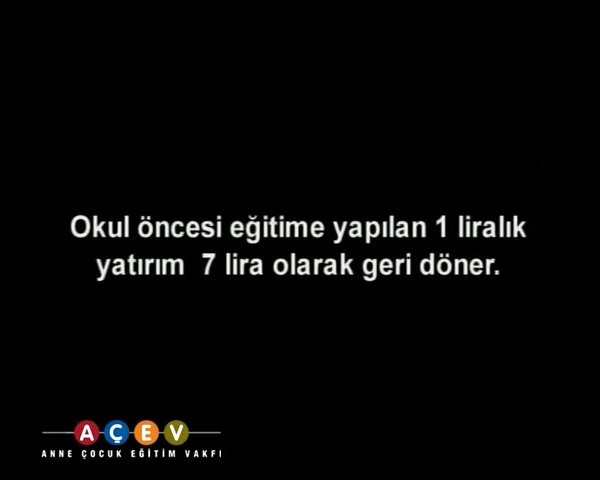 Okul öncesi eğitime yapılan 1 liralık
yatırım 7 lira olarak geri döner.
AÇEV
ANNE ÇOCUK EĞİTİM VAKFI